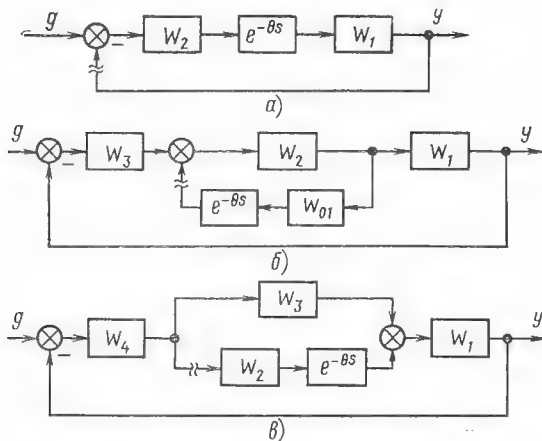 g W₂ e^{-θs} W₁ y
−
а)
g W₃ W₂ W₁ y
−
e^{-θs} W₀₁
б)
W₃
g W₄ W₁ y
−
W₂ e^{-θs}
в)